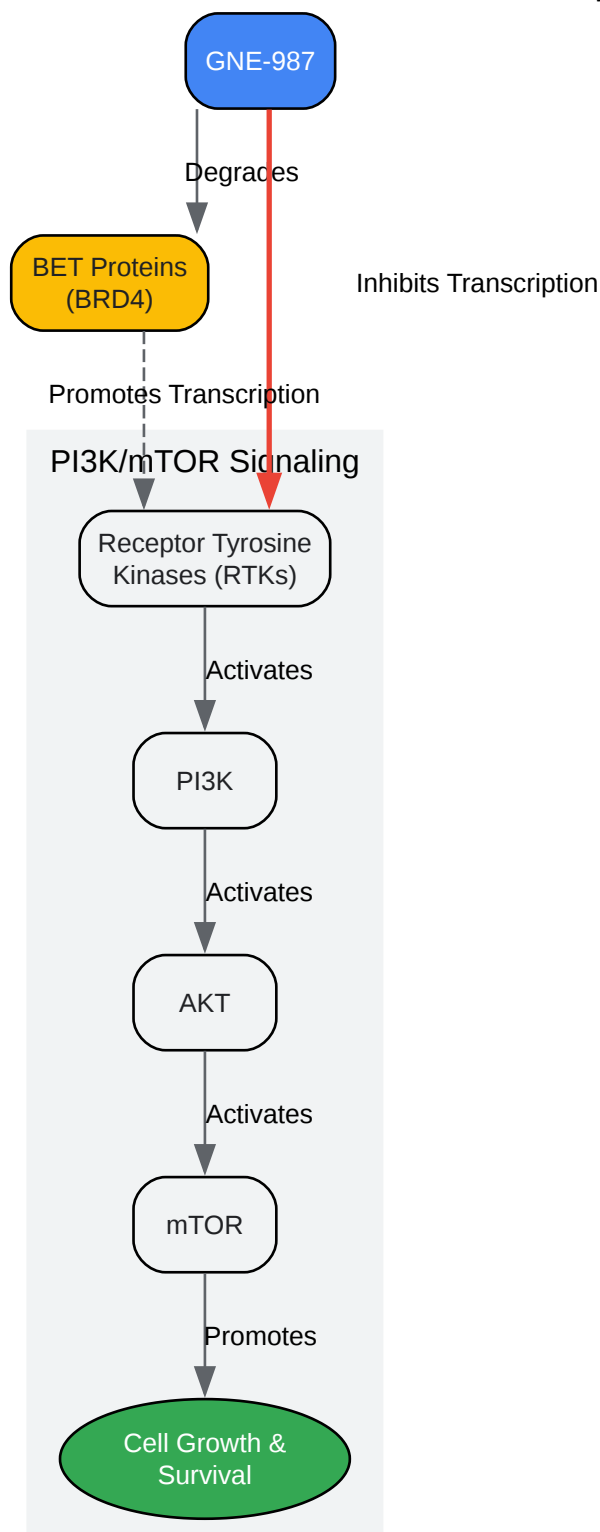 GNE-987
Degrades
BET Proteins
(BRD4)
Inhibits Transcription
Promotes Transcription
PI3K/mTOR Signaling
Receptor Tyrosine
Kinases (RTKs)
Activates
PI3K
Activates
AKT
Activates
mTOR
Promotes
Cell Growth &
Survival